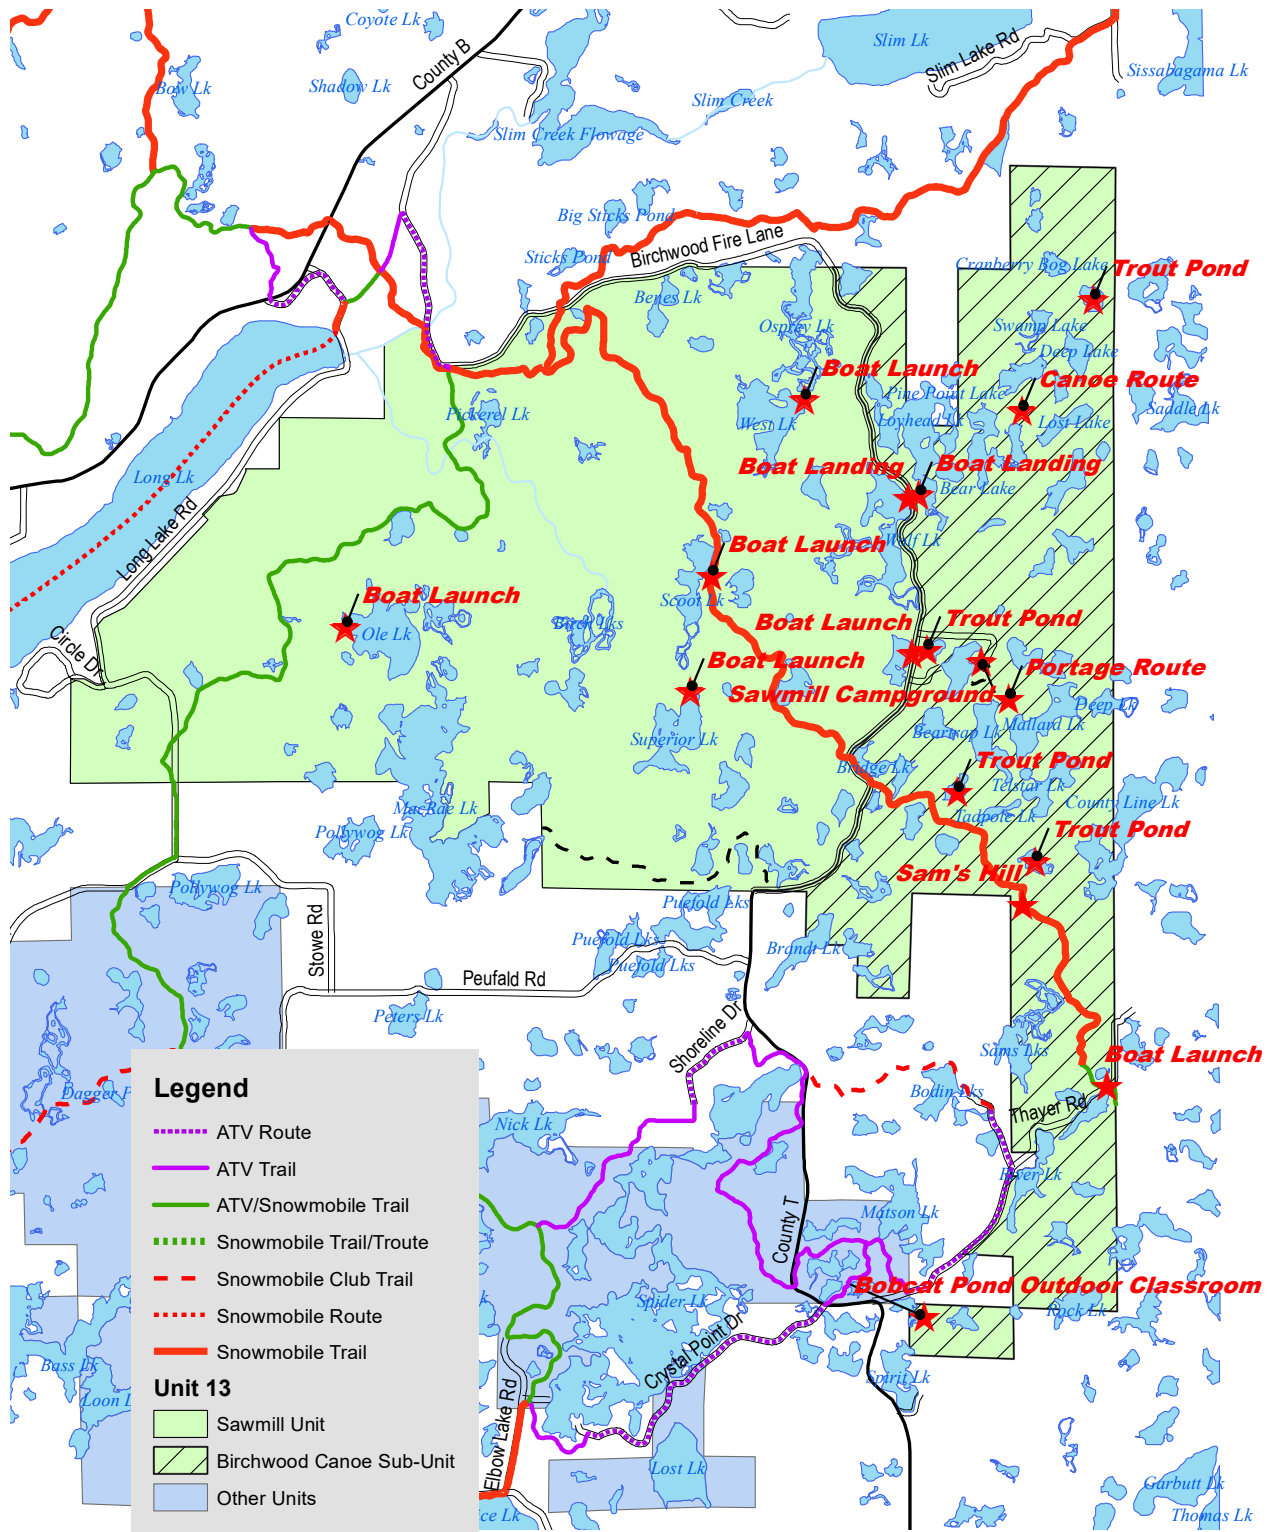 Coyote Lk
County B
Slim Lk
Slim Lake Rd
Sissabagama Lk
Bow Lk
Shadow Lk
Slim Creek
Slim Creek Flowage
Big Sticks Pond
Birchwood Fire Lane
Sticks Pond
Cranberry Bog Lake
Trout Pond
Benes Lk
Osprey Lk
Swamp Lake
Deep Lake
Boat Launch
Canoe Route
Pine Point Lake
Saddle Lk
Pickerel Lk
West Lk
Loyhead Lk
Lost Lake
Long Lk
Boat Landing
Boat Landing
Bear Lake
Long Lake Rd
Wolf Lk
Boat Launch
Scoot Lk
Boat Launch
Ole Lk
Birch Lks
Boat Launch
Trout Pond
Circle Dr
Boat Launch
Portage Route
Sawmill Campground
Deep Lk
Mallard Lk
Beartrap Lk
Superior Lk
Bridge Lk
Trout Pond
Telstar Lk
County Line Lk
MacRae Lk
Tadpole Lk
Pollywog Lk
Trout Pond
Sam's Hill
Pollywog Lk
Puefold Lks
Stowe Rd
Puefold Lks
Brandt Lk
Puefold Lks
Peufald Rd
Peters Lk
Shoreline Dr
Sams Lks
Boat Launch
Dagger P
Bodin Lks
Thayer Rd
Nick Lk
River Lk
County T
Matson Lk
Bobcat Pond Outdoor Classroom
Spider Lk
Rock Lk
Crystal Point Dr
Bass Lk
Spirit Lk
Loon L
Elbow Lake Rd
Lost Lk
Garbutt Lk
ice Lk
Thomas Lk
Legend
ATV Route
ATV Trail
ATV/Snowmobile Trail
Snowmobile Trail/Troute
Snowmobile Club Trail
Snowmobile Route
Snowmobile Trail
Unit 13
Sawmill Unit
Birchwood Canoe Sub-Unit
Other Units